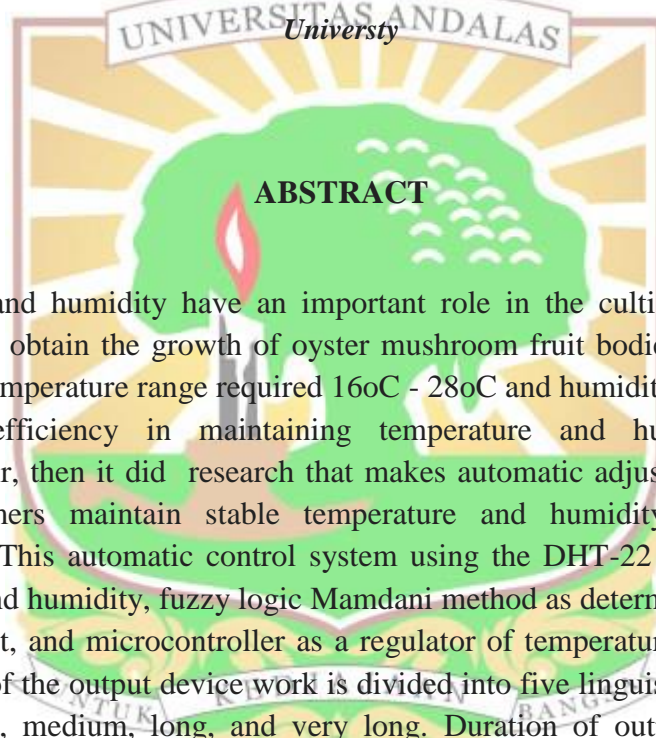 UNIVERSITAS ANDALAS
Universty
ABSTRACT
and humidity have an important role in the culti
obtain the growth of oyster mushroom fruit bodie
emperature range required 16oC - 28oC and humidit
efficiency in maintaining temperature and hu
r, then it did research that makes automatic adjus
ners maintain stable temperature and humidity
This automatic control system using the DHT-22
nd humidity, fuzzy logic Mamdani method as determ
t, and microcontroller as a regulator of temperatur
of the output device work is divided into five linguis
, medium, long, and very long. Duration of out